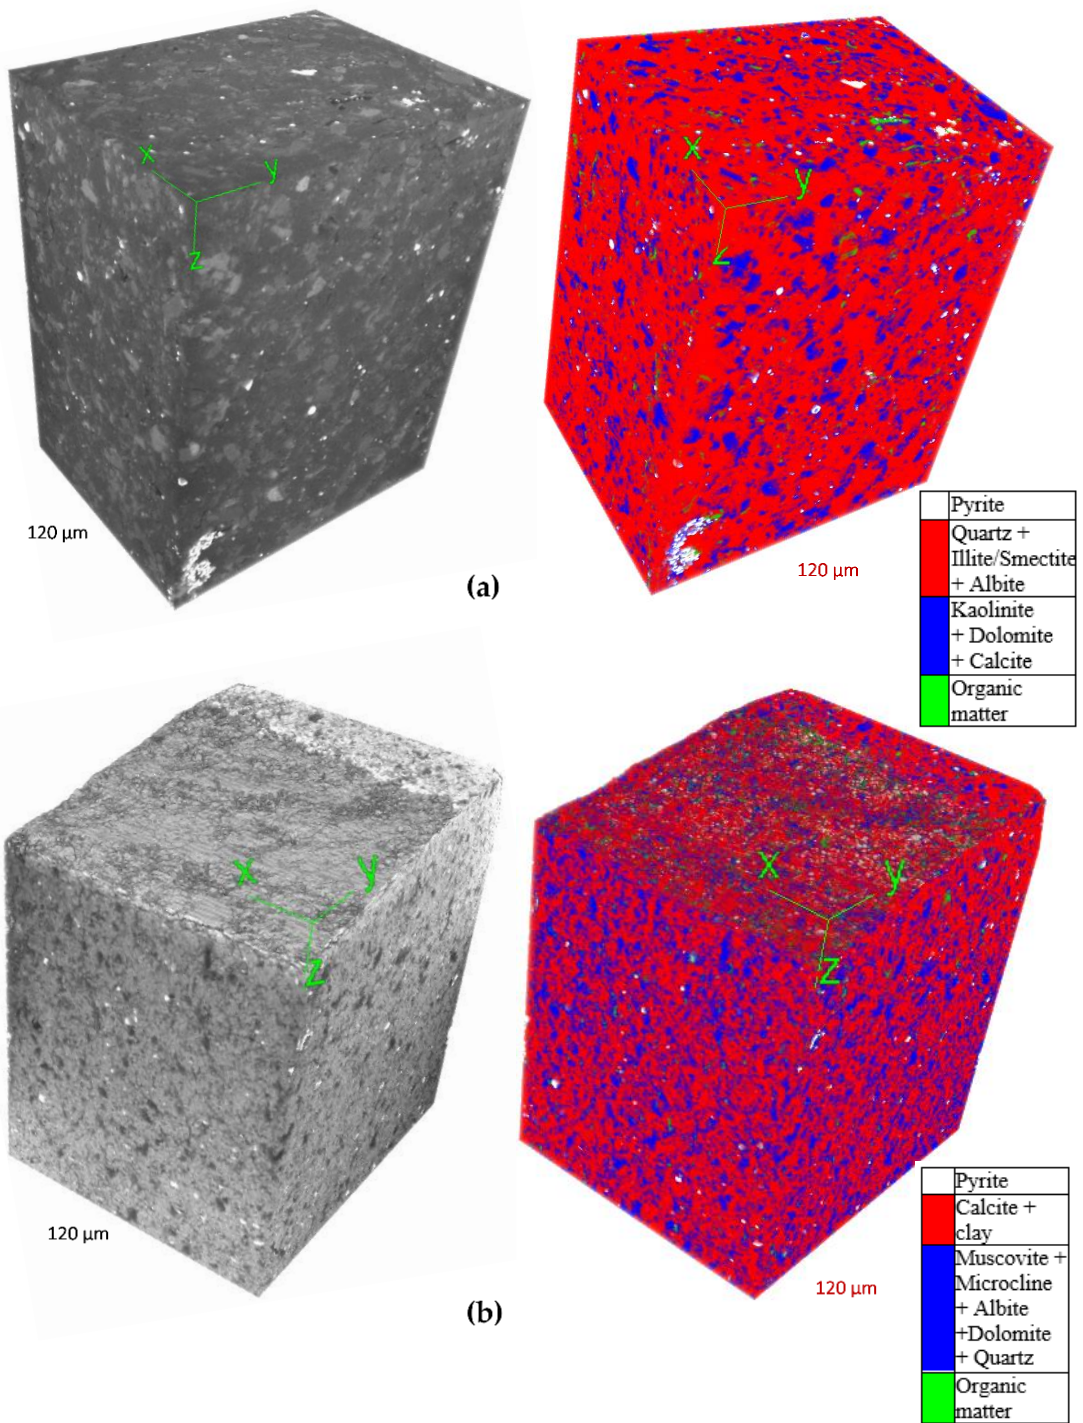 x
y
z
x
y
z
120 µm
120 µm
(a)
Pyrite
Quartz +
Illite/Smectite
+ Albite
Kaolinite
+ Dolomite
+ Calcite
Organic
matter
x
y
z
x
y
z
120 µm
120 µm
(b)
Pyrite
Calcite +
clay
Muscovite +
Microcline
+ Albite
+Dolomite
+ Quartz
Organic
matter